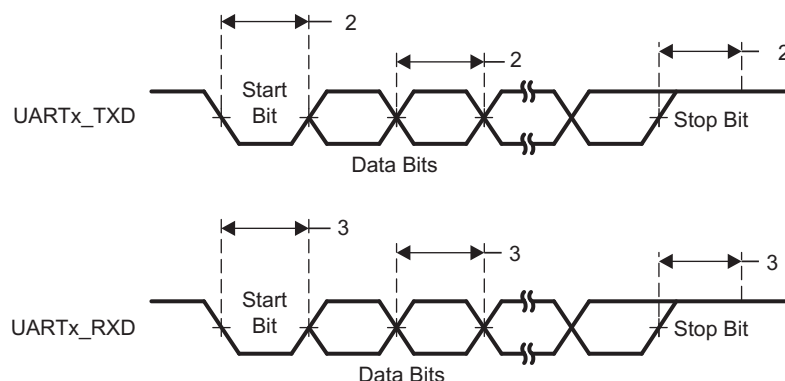 2
2
2
UARTx_TXD
Start
Bit
Stop Bit
Data Bits
3
3
3
UARTx_RXD
Start
Bit
Stop Bit
Data Bits